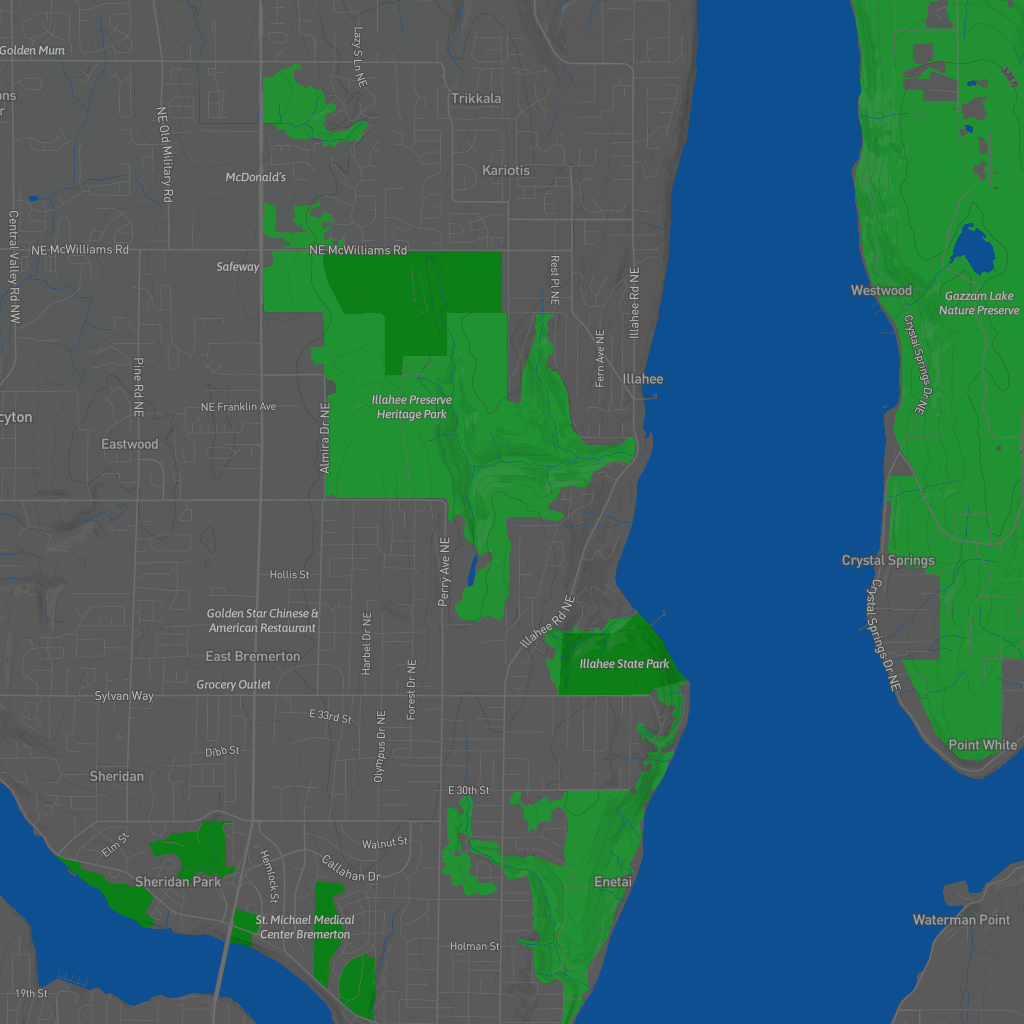 Lazy S Ln NE
Golden Mum
328 ft
Trikkala
NE Old Military Rd
Kariotis
McDonald's
Central Valley Rd NW
NE McWilliams Rd
NE McWilliams Rd
Safeway
Rest Pl NE
Illahee Rd NE
Westwood
Gazzam Lake
Nature Preserve
Crystal Springs Dr NE
Pine Rd NE
Fern Ave NE
Illahee
NE Franklin Ave
Illahee Preserve
Heritage Park
Almira Dr NE
Eastwood
Perry Ave NE
Crystal Springs
Hollis St
Crystal Springs Dr NE
Golden Star Chinese &
American Restaurant
Harbel Dr NE
Illahee Rd NE
East Bremerton
Illahee State Park
Grocery Outlet
Forest Dr NE
Sylvan Way
E 33rd St
Olympus Dr NE
Dibb St
Point White
Sheridan
E 30th St
Elm St
Walnut St
Hemlock St
Callahan Dr
Sheridan Park
Enetai
St. Michael Medical
Center Bremerton
Waterman Point
Holman St
19th St